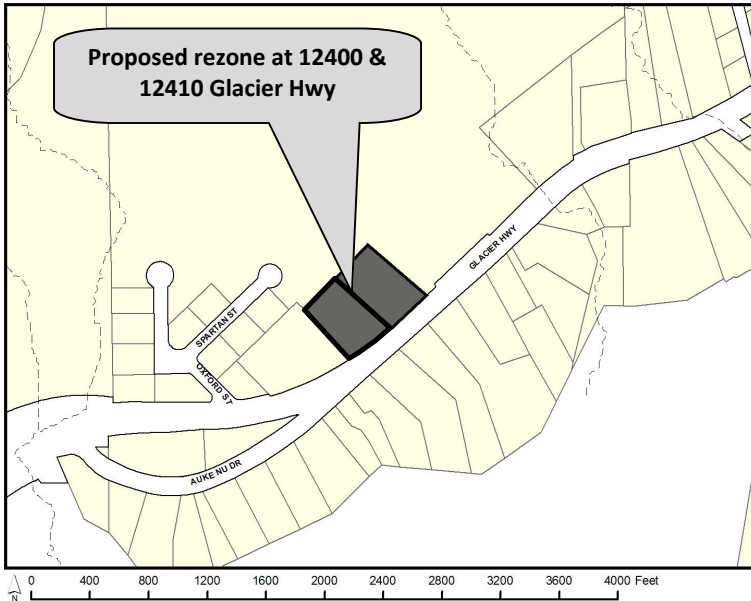 Proposed rezone at 12400 &
12410 Glacier Hwy
GLACIER HWY
SPARTAN ST
OXFORD ST
AUKE NU DR
N
0 400 800 1200 1600 2000 2400 2800 3200 3600 4000 Feet